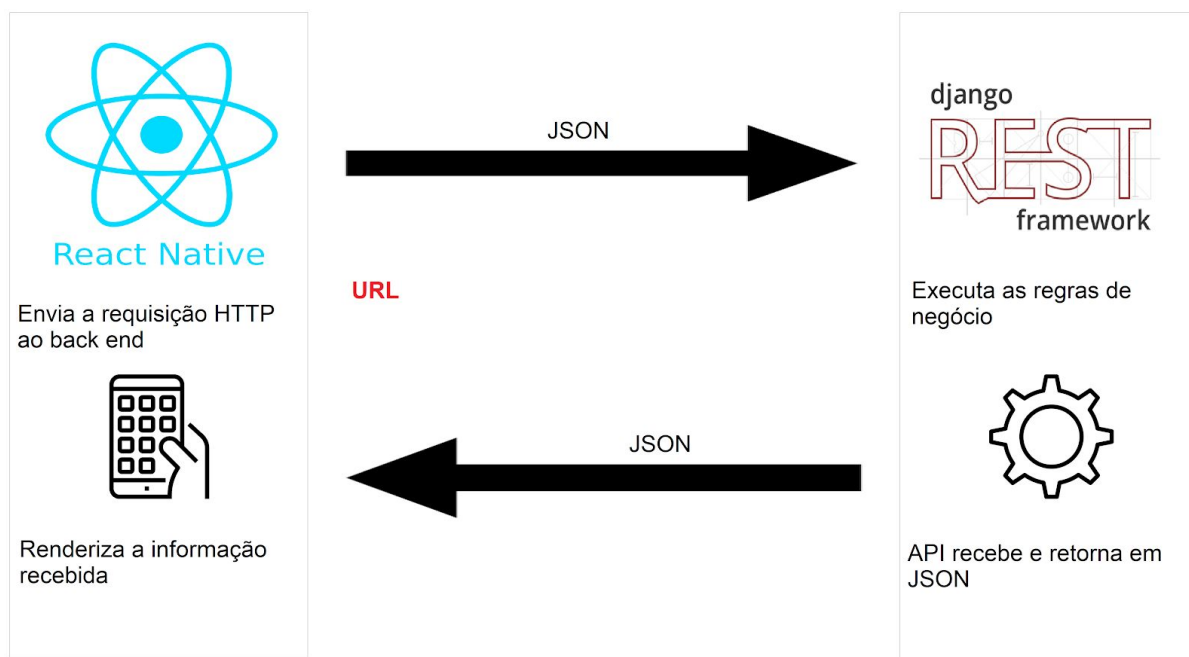 React Native
Envia a requisição HTTP
ao back end
Renderiza a informação
recebida
JSON
URL
JSON
django
REST
framework
Executa as regras de
negócio
API recebe e retorna em
JSON